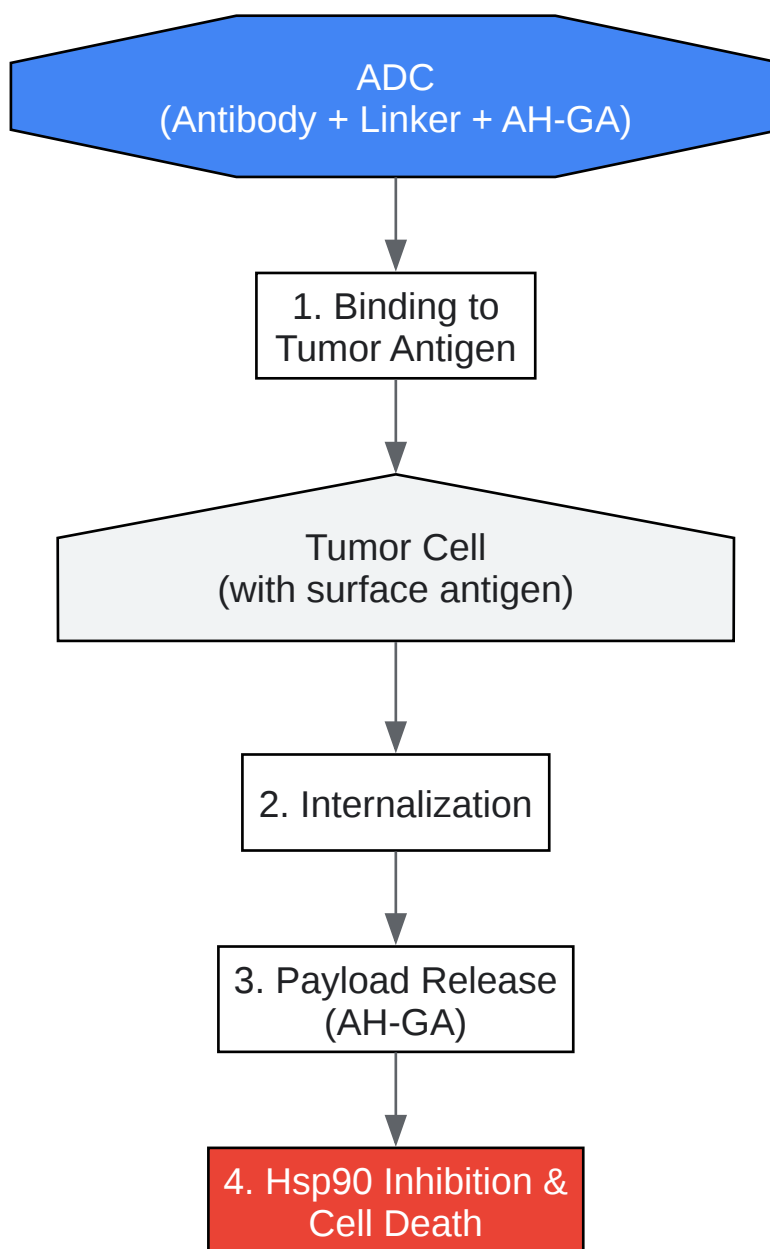 ADC
(Antibody + Linker + AH-GA)
1. Binding to
Tumor Antigen
Tumor Cell
(with surface antigen)
2. Internalization
3. Payload Release
(AH-GA)
4. Hsp90 Inhibition &
Cell Death